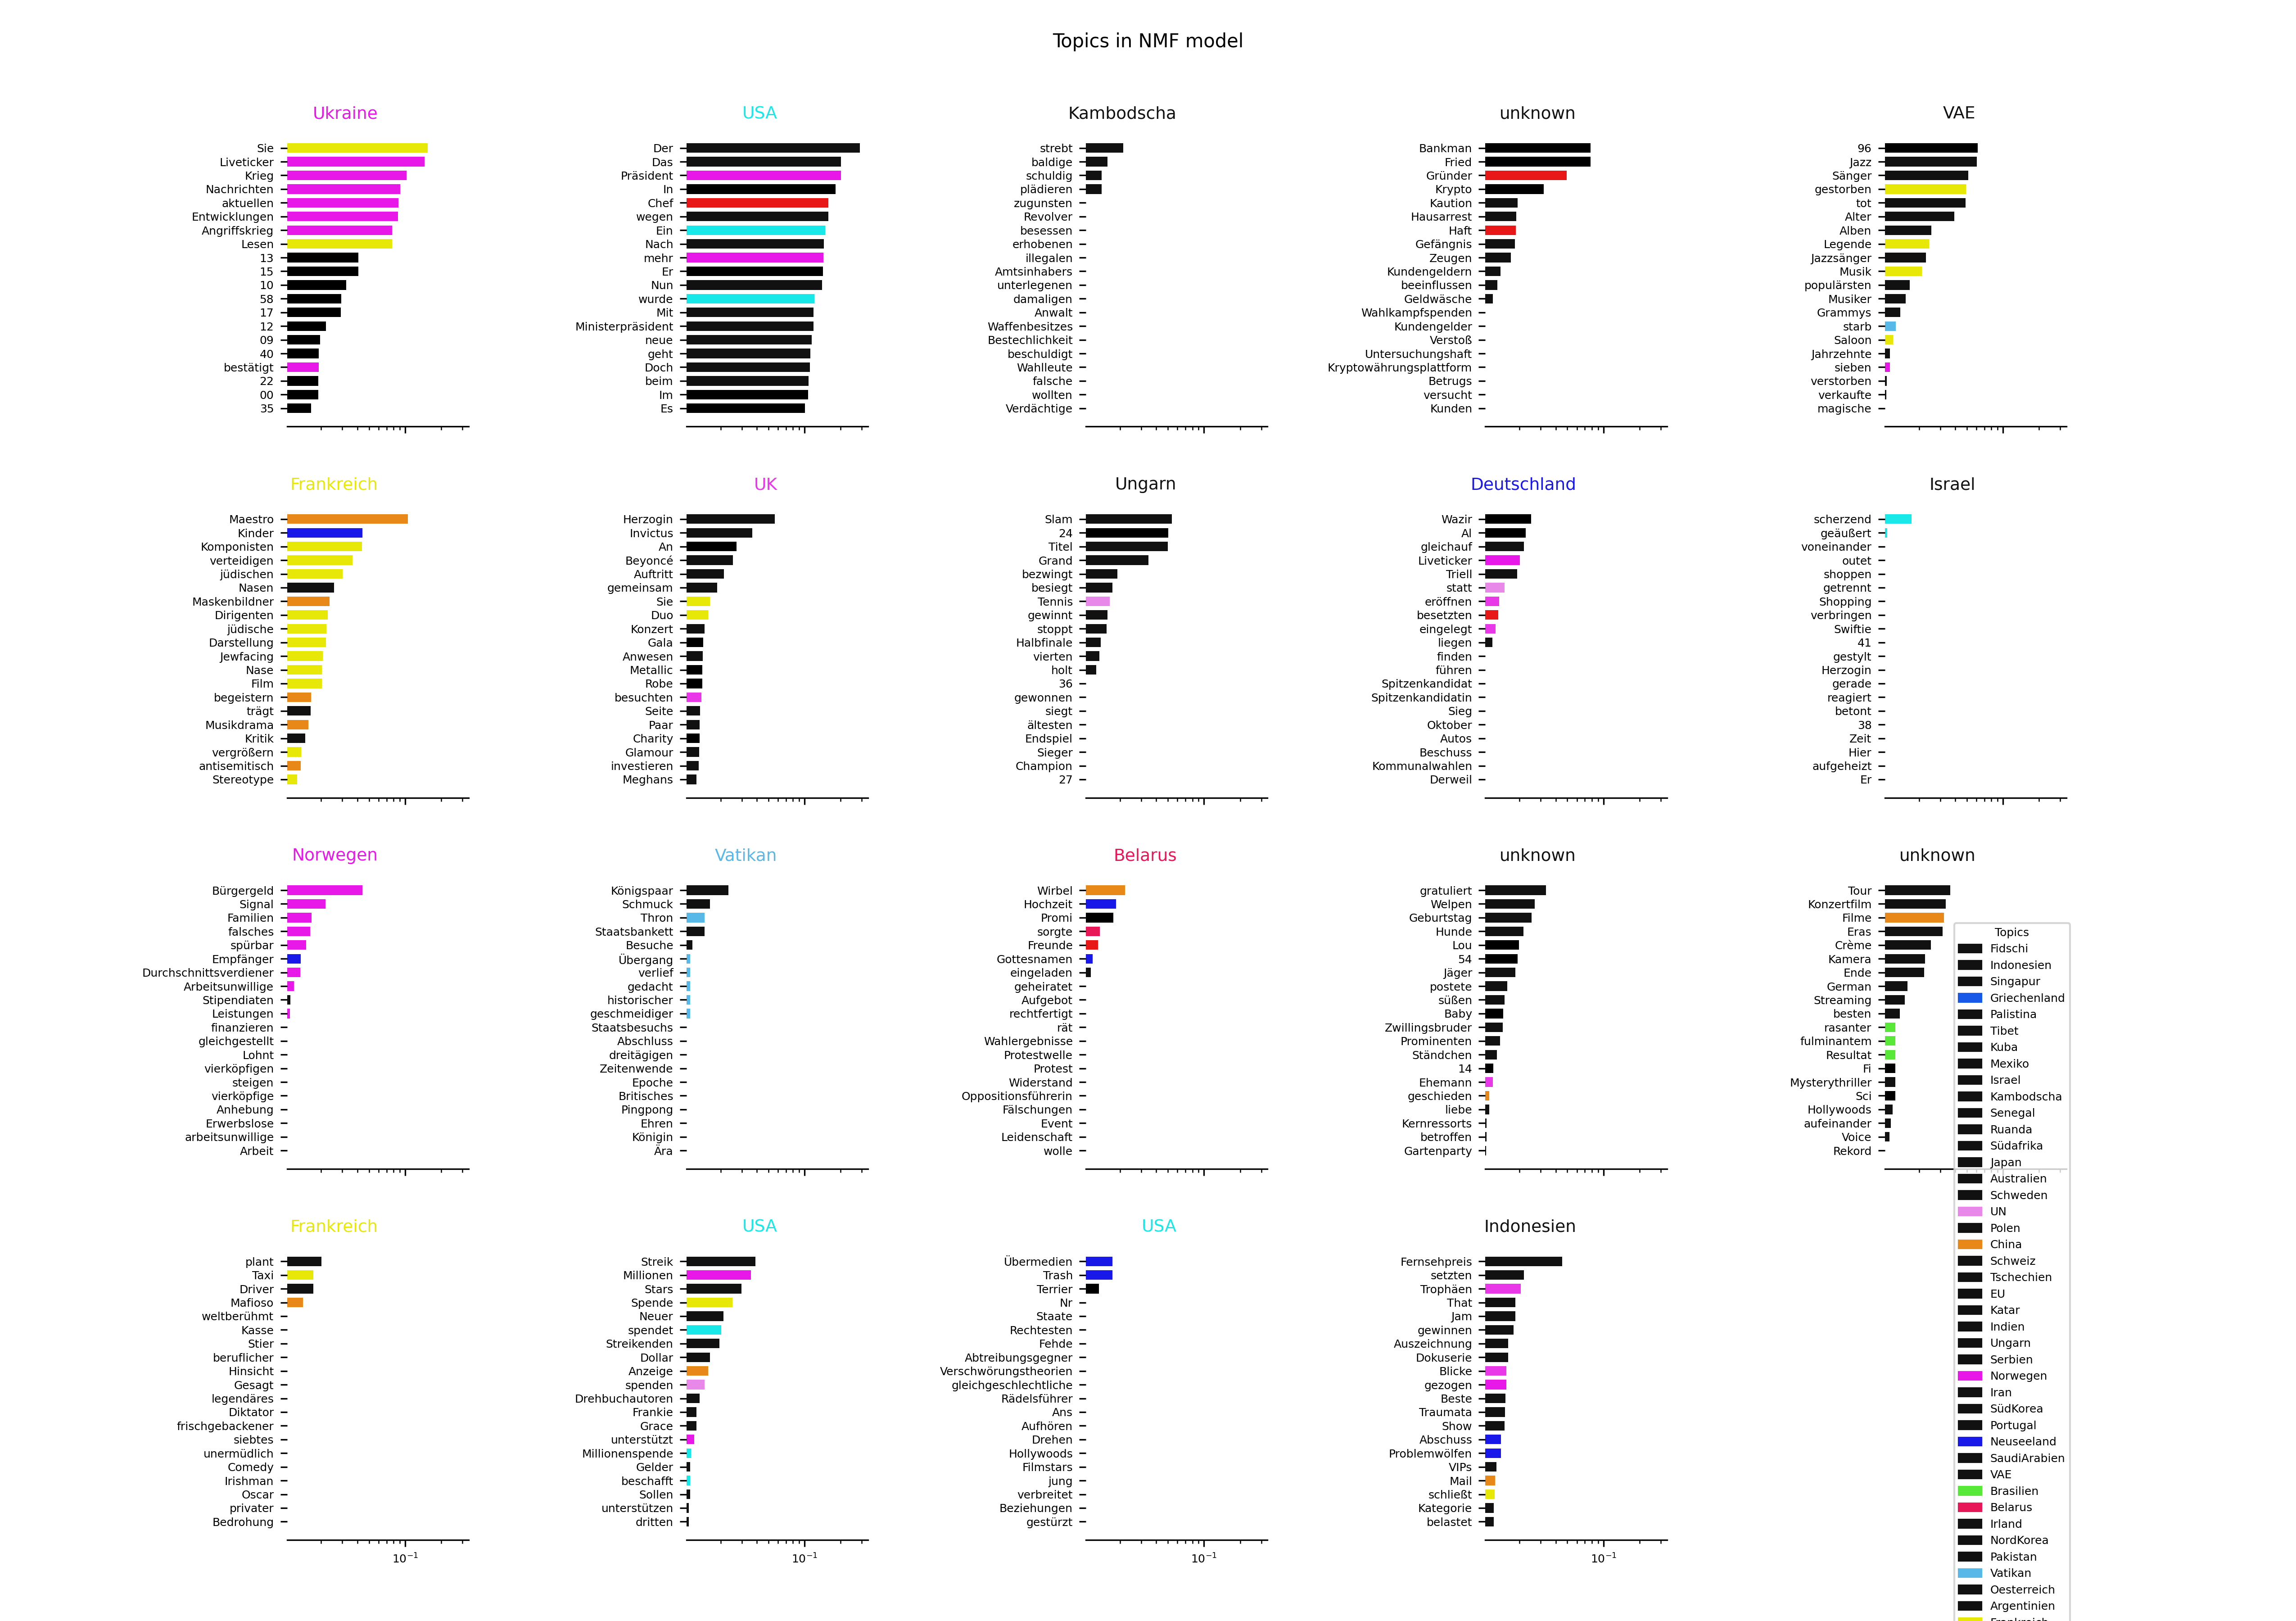 Topics in NMF model
Ukraine
Sie
Liveticker
Krieg
Nachrichten
aktuellen
Entwicklungen
Angriffskrieg
Lesen
13
15
10
58
17
12
09
40
bestätigt
22
00
35
USA
Der
Das
Präsident
In
Chef
wegen
Ein
Nach
mehr
Er
Nun
wurde
Mit
Ministerpräsident
neue
geht
Doch
beim
Im
Es
Kambodscha
strebt
baldige
schuldig
plädieren
zugunsten
Revolver
besessen
erhobenen
illegalen
Amtsinhabers
unterlegenen
damaligen
Anwalt
Waffenbesitzes
Bestechlichkeit
beschuldigt
Wahlleute
falsche
wollten
Verdächtige
unknown
Bankman
Fried
Gründer
Krypto
Kaution
Hausarrest
Haft
Gefängnis
Zeugen
Kundengeldern
beeinflussen
Geldwäsche
Wahlkampfspenden
Kundengelder
Verstoß
Untersuchungshaft
Kryptowährungsplattform
Betrugs
versucht
Kunden
VAE
96
Jazz
Sänger
gestorben
tot
Alter
Alben
Legende
Jazzsänger
Musik
populärsten
Musiker
Grammys
starb
Saloon
Jahrzehnte
sieben
verstorben
verkaufte
magische
Frankreich
Maestro
Kinder
Komponisten
verteidigen
jüdischen
Nasen
Maskenbildner
Dirigenten
jüdische
Darstellung
Jewfacing
Nase
Film
begeistern
trägt
Musikdrama
Kritik
vergrößern
antisemitisch
Stereotype
UK
Herzogin
Invictus
An
Beyoncé
Auftritt
gemeinsam
Sie
Duo
Konzert
Gala
Anwesen
Metallic
Robe
besuchten
Seite
Paar
Charity
Glamour
investieren
Meghans
Ungarn
Slam
24
Titel
Grand
bezwingt
besiegt
Tennis
gewinnt
stoppt
Halbfinale
vierten
holt
36
gewonnen
siegt
ältesten
Endspiel
Sieger
Champion
27
Deutschland
Wazir
Al
gleichauf
Liveticker
Triell
statt
eröffnen
besetzten
eingelegt
liegen
finden
führen
Spitzenkandidat
Spitzenkandidatin
Sieg
Oktober
Autos
Beschuss
Kommunalwahlen
Derweil
Israel
scherzend
geäußert
voneinander
outet
shoppen
getrennt
Shopping
verbringen
Swiftie
41
gestylt
Herzogin
gerade
reagiert
betont
38
Zeit
Hier
aufgeheizt
Er
Norwegen
Bürgergeld
Signal
Familien
falsches
spürbar
Empfänger
Durchschnittsverdiener
Arbeitsunwillige
Stipendiaten
Leistungen
finanzieren
gleichgestellt
Lohnt
vierköpfigen
steigen
vierköpfige
Anhebung
Erwerbslose
arbeitsunwillige
Arbeit
Vatikan
Königspaar
Schmuck
Thron
Staatsbankett
Besuche
Übergang
verlief
gedacht
historischer
geschmeidiger
Staatsbesuchs
Abschluss
dreitägigen
Zeitenwende
Epoche
Britisches
Pingpong
Ehren
Königin
Ära
Belarus
Wirbel
Hochzeit
Promi
sorgte
Freunde
Gottesnamen
eingeladen
geheiratet
Aufgebot
rechtfertigt
rät
Wahlergebnisse
Protestwelle
Protest
Widerstand
Oppositionsführerin
Fälschungen
Event
Leidenschaft
wolle
unknown
gratuliert
Welpen
Geburtstag
Hunde
Lou
54
Jäger
postete
süßen
Baby
Zwillingsbruder
Prominenten
Ständchen
14
Ehemann
geschieden
liebe
Kernressorts
betroffen
Gartenparty
unknown
Tour
Konzertfilm
Filme
Eras
Crème
Kamera
Ende
German
Streaming
besten
rasanter
fulminantem
Resultat
Fi
Mysterythriller
Sci
Hollywoods
aufeinander
Voice
Rekord
Frankreich
plant
Taxi
Driver
Mafioso
weltberühmt
Kasse
Stier
beruflicher
Hinsicht
Gesagt
legendäres
Diktator
frischgebackener
siebtes
unermüdlich
Comedy
Irishman
Oscar
privater
Bedrohung
10⁻¹
USA
Streik
Millionen
Stars
Spende
Neuer
spendet
Streikenden
Dollar
Anzeige
spenden
Drehbuchautoren
Frankie
Grace
unterstützt
Millionenspende
Gelder
beschafft
Sollen
unterstützen
dritten
10⁻¹
USA
Übermedien
Trash
Terrier
Nr
Staate
Rechtesten
Fehde
Abtreibungsgegner
Verschwörungstheorien
gleichgeschlechtliche
Rädelsführer
Ans
Aufhören
Drehen
Hollywoods
Filmstars
jung
verbreitet
Beziehungen
gestürzt
Indonesien
Fernsehpreis
setzten
Trophäen
That
Jam
gewinnen
Auszeichnung
Dokuserie
Blicke
gezogen
Beste
Traumata
Show
Abschuss
Problemwölfen
VIPs
Mail
schließt
Kategorie
belastet
10⁻¹
Topics
Fidschi
Indonesien
Singapur
Griechenland
Palistina
Tibet
Kuba
Mexiko
Israel
Kambodscha
Senegal
Ruanda
Südafrika
Japan
Australien
Schweden
UN
Polen
China
Schweiz
Tschechien
EU
Katar
Indien
Ungarn
Serbien
Norwegen
Iran
SüdKorea
Portugal
Neuseeland
SaudiArabien
VAE
Brasilien
Belarus
Irland
NordKorea
Pakistan
Vatikan
Oesterreich
Argentinien